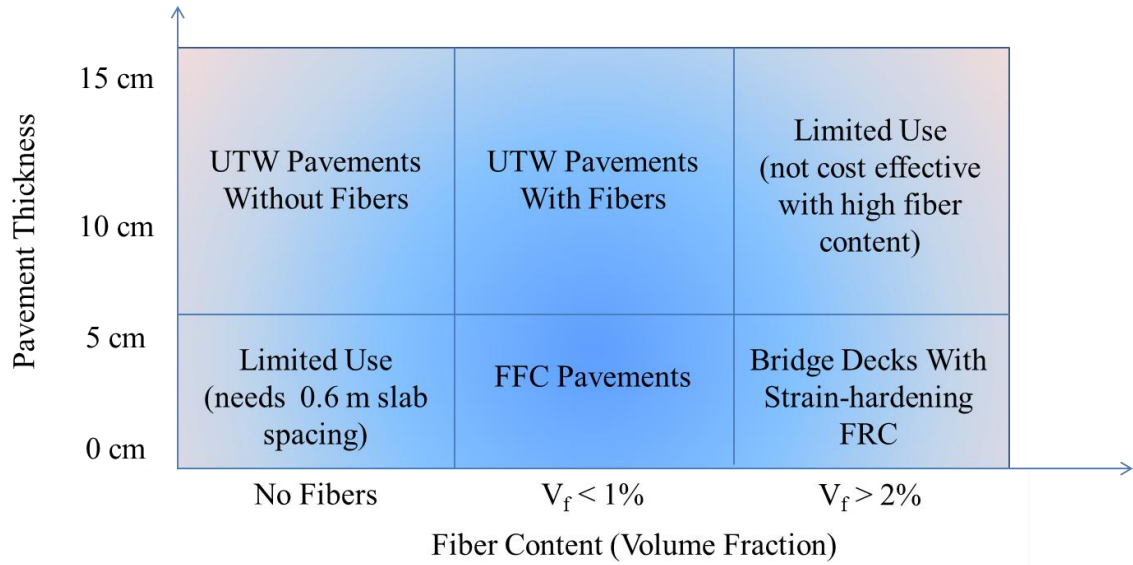 Pavement Thickness
15 cm
10 cm
5 cm
0 cm
UTW Pavements
Without Fibers
UTW Pavements
With Fibers
Limited Use
(not cost effective
with high fiber
content)
Limited Use
(needs 0.6 m slab
spacing)
FFC Pavements
Bridge Decks With
Strain-hardening
FRC
No Fibers
Vf < 1%
Vf > 2%
Fiber Content (Volume Fraction)